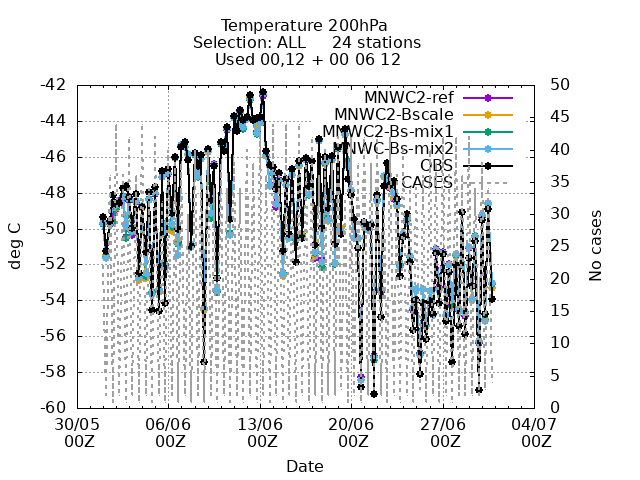 Temperature 200hPa
Selection: ALL 24 stations
Used 00,12 + 00 06 12
MNWC2-ref
MNWC2-Bscale
MNWC2-Bs-mix1
MNWC-Bs-mix2
OBS
CASES
-42
-44
-46
-48
-50
-52
-54
-56
-58
-60
deg C
50
45
40
35
30
25
20
15
10
5
0
No cases
30/05 06/06 13/06 20/06 27/06 04/07
00Z 00Z 00Z 00Z 00Z 00Z
Date